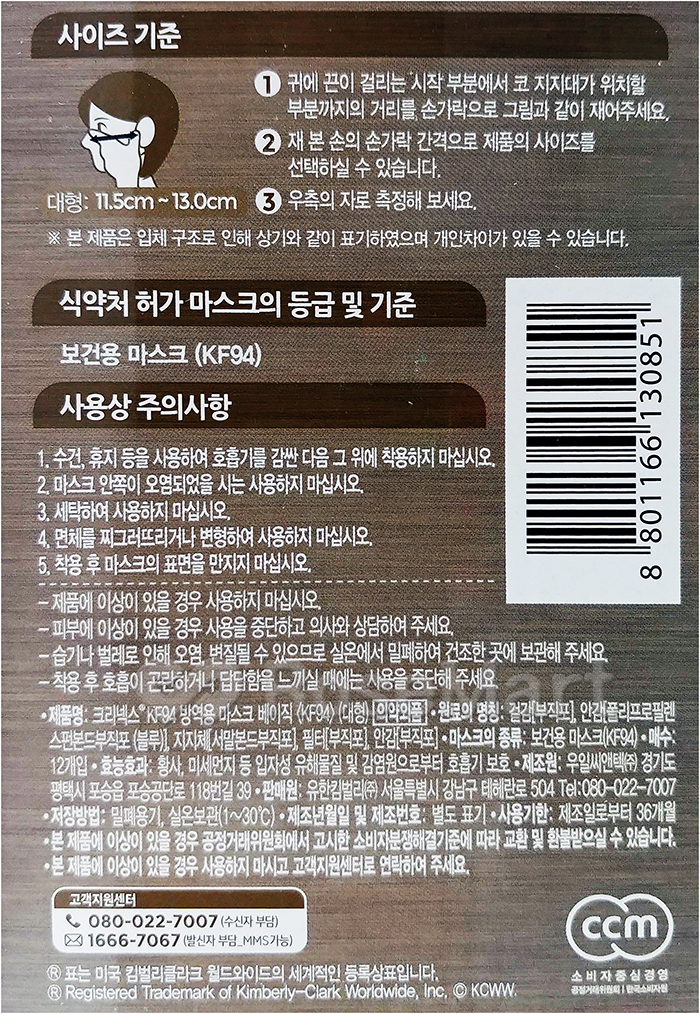 사이즈 기준
① 귀에 끈이 걸리는 시작 부분에서 코 지지대가 위치할
부분까지의 거리를 손가락으로 그림과 같이 재어주세요.
② 재 본 손의 손가락 간격으로 제품의 사이즈를
선택하실 수 있습니다.
대형: 11.5cm ~ 13.0cm ③ 우측의 자로 측정해 보세요.
※ 본 제품은 입체 구조로 인해 상기와 같이 표기하였으며 개인차이가 있을 수 있습니다.
식약처 허가 마스크의 등급 및 기준
보건용 마스크 (KF94)
사용상 주의사항
1. 수건, 휴지 등을 사용하여 호흡기를 감싼 다음 그 위에 착용하지 마십시오.
2. 마스크 안쪽이 오염되었을 시는 사용하지 마십시오.
3. 세탁하여 사용하지 마십시오.
4. 면체를 찌그러뜨리거나 변형하여 사용하지 마십시오.
5. 착용 후 마스크의 표면을 만지지 마십시오.
8 801166 130851
– 제품에 이상이 있을 경우 사용하지 마십시오.
– 피부에 이상이 있을 경우 사용을 중단하고 의사와 상담하여 주세요.
– 습기나 벌레로 인해 오염, 변질될 수 있으므로 실온에서 밀폐하여 건조한 곳에 보관해 주세요.
– 착용 후 호흡이 곤란하거나 답답함을 느끼실 때에는 사용을 중단해 주세요
•제품명: 크리넥스® KF94 방역용 마스크 베이직 (KF94) (대형) 의약외품 •원료의 명칭: 겉감[부직포], 안감[폴리프로필렌
스펀본드부직포 (블루)], 지지체[서말본드부직포], 필터[부직포], 안감[부직포] •마스크의 종류: 보건용 마스크(KF94) •매수:
12개입 •효능효과: 황사, 미세먼지 등 입자성 유해물질 및 감염원으로부터 호흡기 보호 •제조원: 우일씨앤텍㈜ 경기도
평택시 포승읍 포승공단로 118번길 39 •판매원: 유한킴벌리㈜ 서울특별시 강남구 테헤란로 504 Tel:080-022-7007
•저장방법: 밀폐용기, 실온보관(1~30℃) •제조년월일 및 제조번호: 별도 표기 •사용기한: 제조일로부터 36개월
•본 제품에 이상이 있을 경우 공정거래위원회에서 고시한 소비자분쟁해결기준에 따라 교환 및 환불받으실 수 있습니다.
•본 제품에 이상이 있을 경우 사용하지 마시고 고객지원센터로 연락하여 주세요.
고객지원센터
080-022-7007 (수신자 부담)
1666-7067 (발신자 부담_MMS가능)
ccm
소비자중심경영
공정거래위원회 | 한국소비자원
® 표는 미국 킴벌리클라크 월드와이드의 세계적인 등록상표입니다.
® Registered Trademark of Kimberly-Clark Worldwide, Inc. © KCWW.